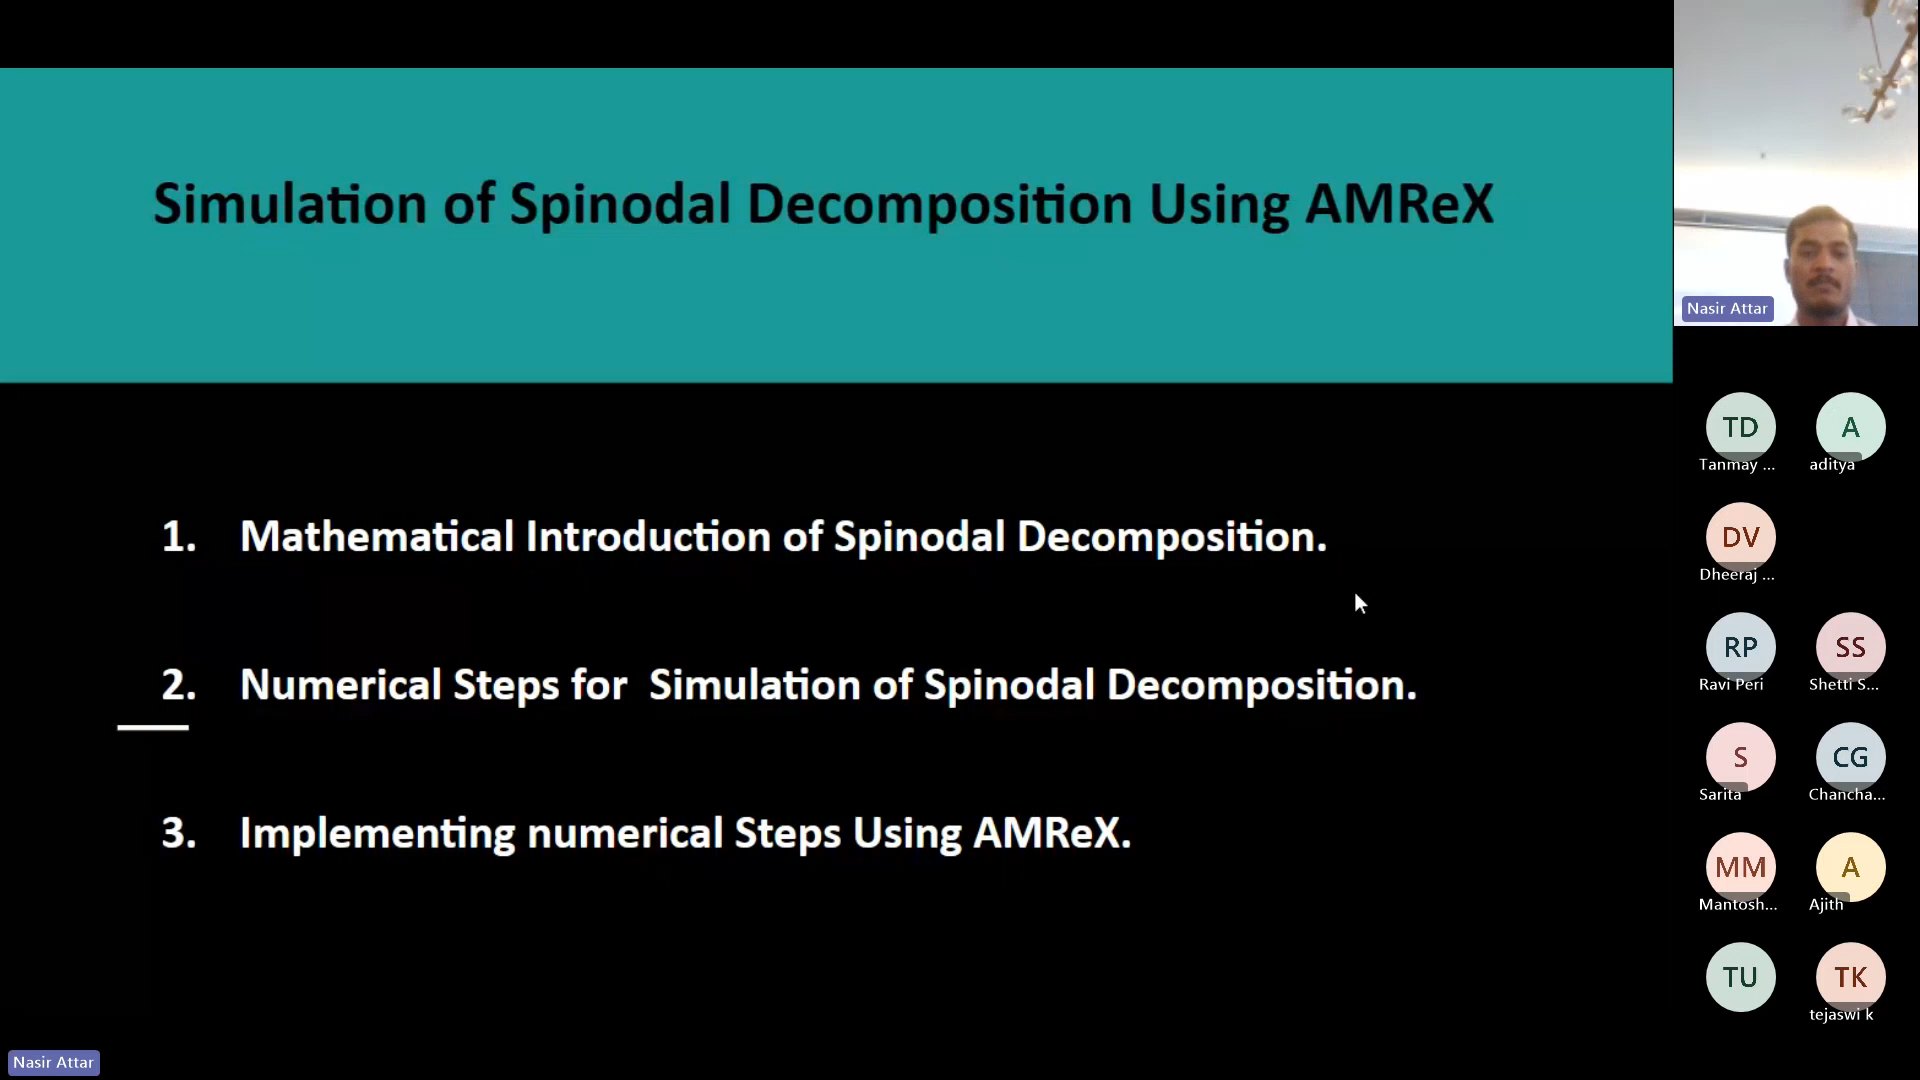 Simulation of Spinodal Decomposition Using AMReX
1. Mathematical Introduction of Spinodal Decomposition.
2. Numerical Steps for Simulation of Spinodal Decomposition.
3. Implementing numerical Steps Using AMReX.
Nasir Attar
Nasir Attar
TD A
Tanmay ... aditya
DV
Dheeraj ...
RP SS
Ravi Peri Shetti S...
S CG
Sarita Chancha...
MM A
Mantosh... Ajith
TU TK
tejaswi k